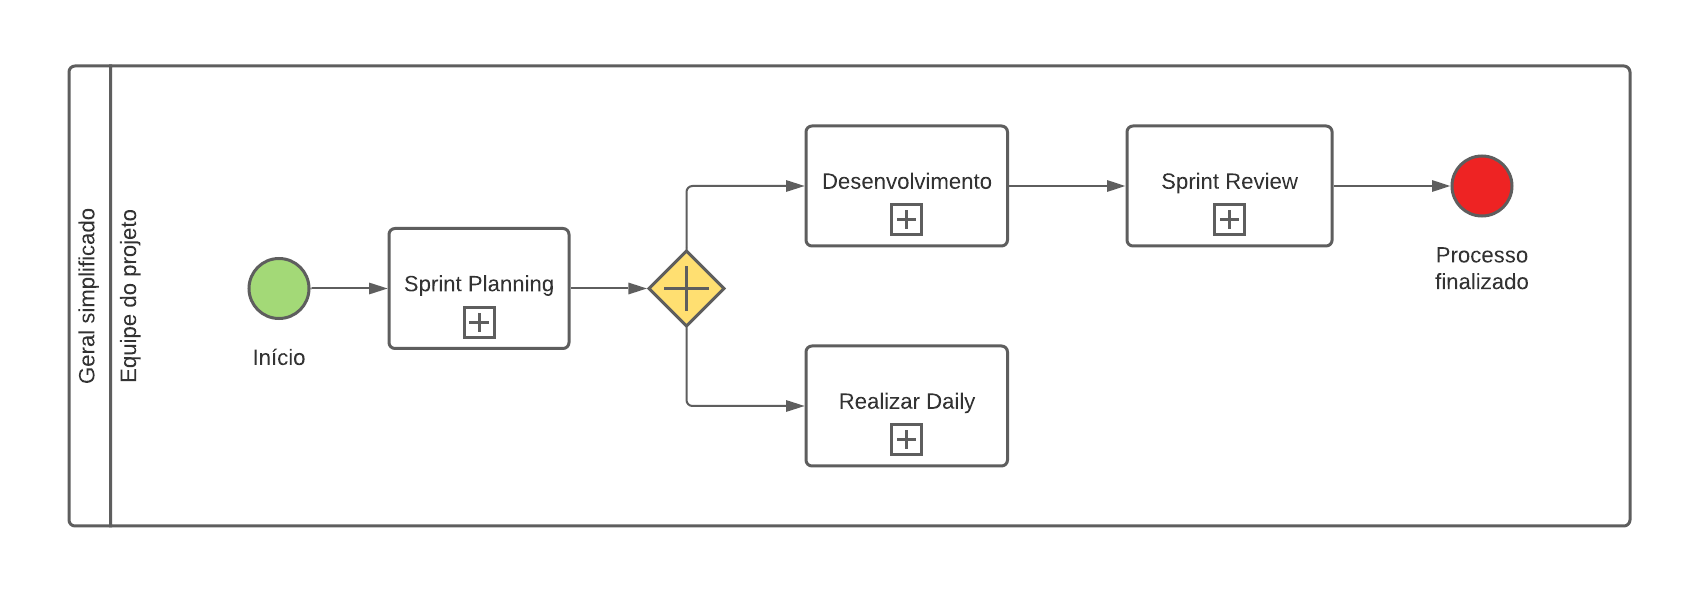 Geral simplificado
Equipe do projeto
Início
Sprint Planning
Desenvolvimento
Realizar Daily
Sprint Review
Processo
finalizado